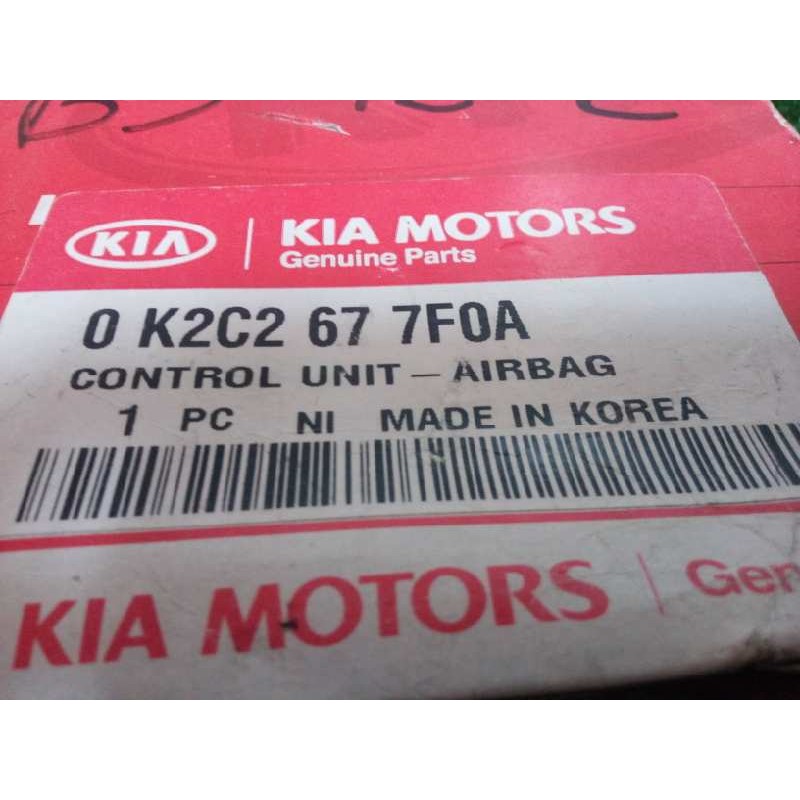 KIA | KIA MOTORS
Genuine Parts
0 K2C2 67 7F0A
CONTROL UNIT – AIRBAG
1 PC NI MADE IN KOREA
KIA MOTORS | Gen